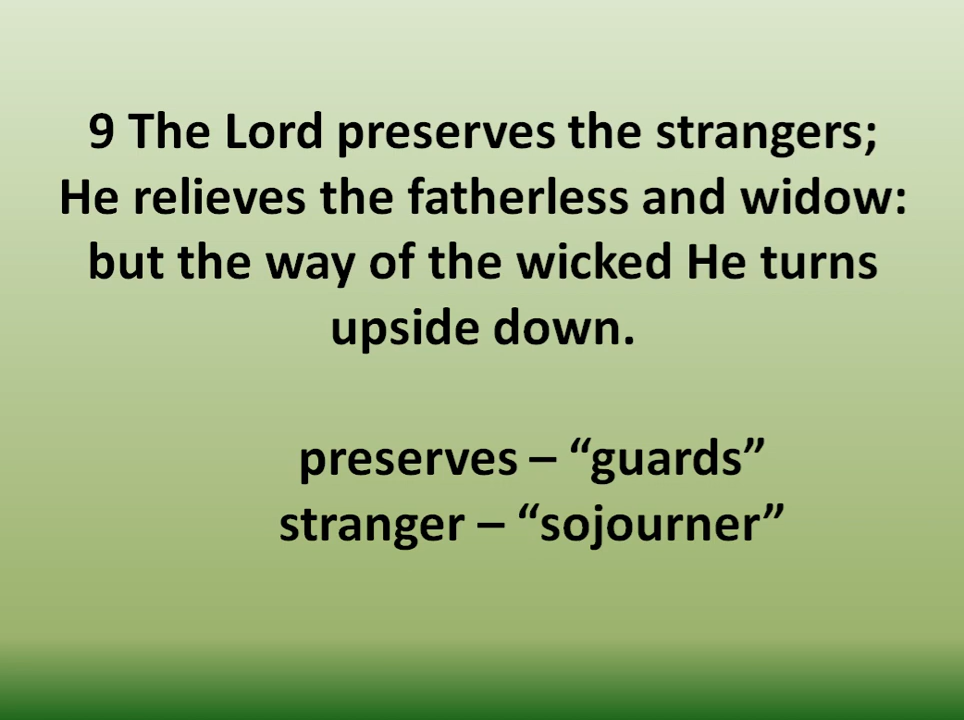 9 The Lord preserves the strangers;
He relieves the fatherless and widow:
but the way of the wicked He turns
upside down.
preserves – “guards”
stranger – “sojourner”